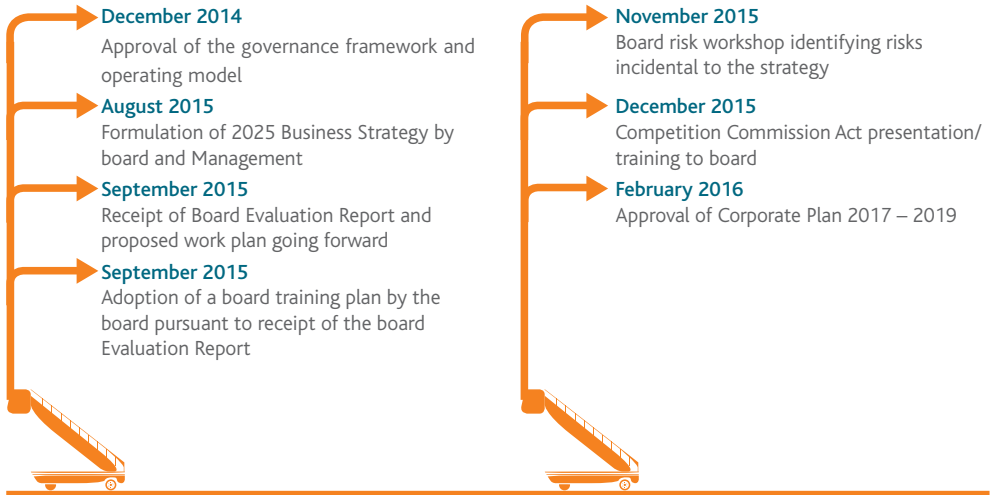 December 2014
Approval of the governance framework and
operating model
August 2015
Formulation of 2025 Business Strategy by
board and Management
September 2015
Receipt of Board Evaluation Report and
proposed work plan going forward
September 2015
Adoption of a board training plan by the
board pursuant to receipt of the board
Evaluation Report
November 2015
Board risk workshop identifying risks
incidental to the strategy
December 2015
Competition Commission Act presentation/
training to board
February 2016
Approval of Corporate Plan 2017 – 2019